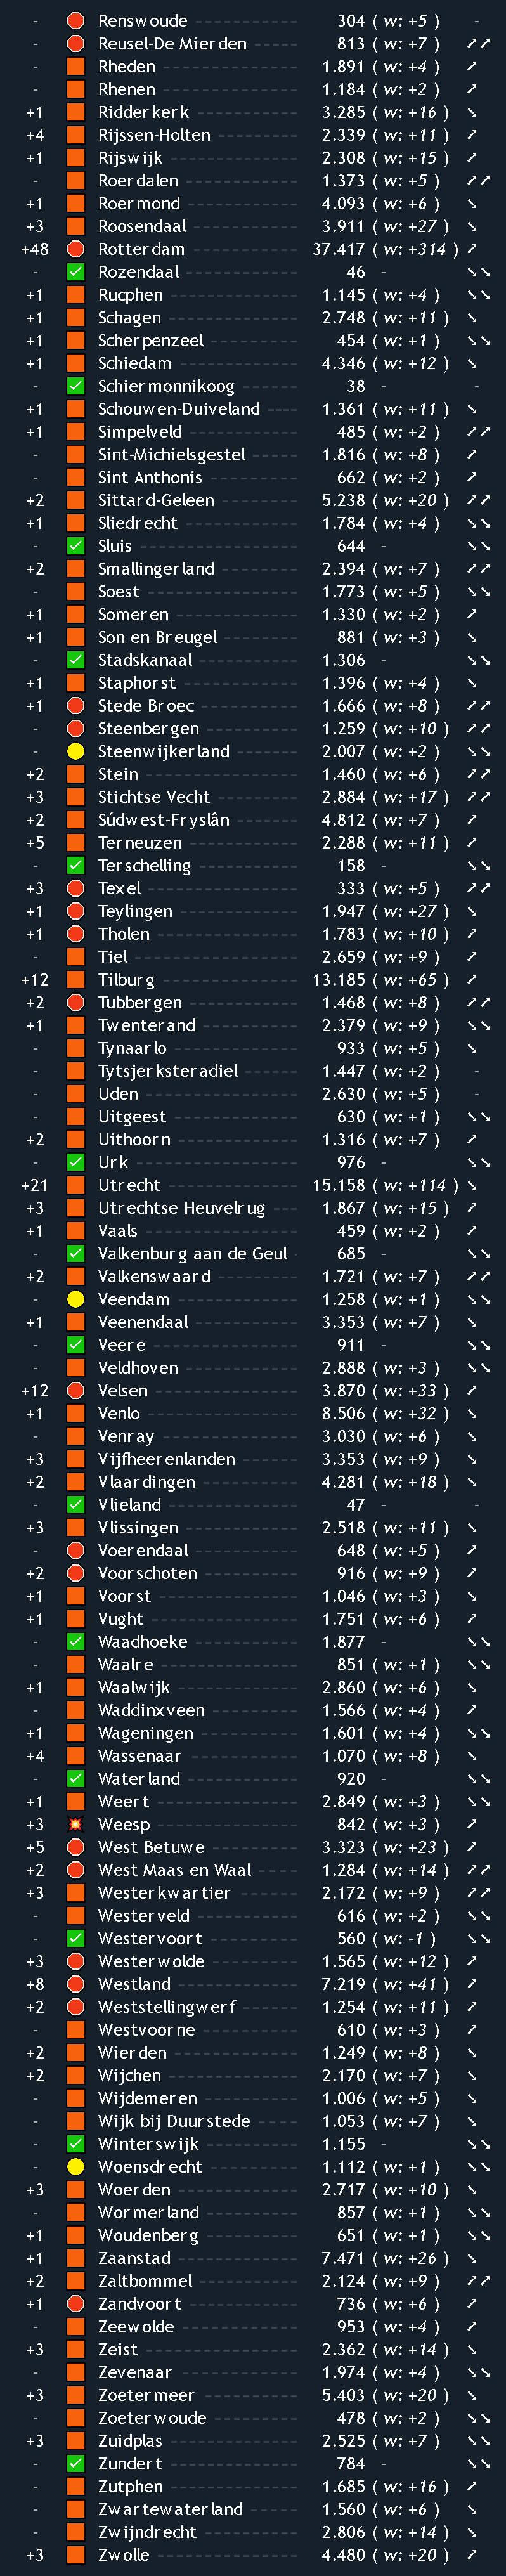 - Renswoude 304 ( w: +5 ) -
- Reusel-De Mierden 813 ( w: +7 ) ➚➚
- Rheden 1.891 ( w: +4 ) ➚
- Rhenen 1.184 ( w: +2 ) ➚
+1 Ridderkerk 3.285 ( w: +16 ) ➘
+4 Rijssen-Holten 2.339 ( w: +11 ) ➚
+1 Rijswijk 2.308 ( w: +15 ) ➚
- Roerdalen 1.373 ( w: +5 ) ➚➚
+1 Roermond 4.093 ( w: +6 ) ➘
+3 Roosendaal 3.911 ( w: +27 ) ➘
+48 Rotterdam 37.417 ( w: +314 ) ➚
- Rozendaal 46 - ➘➘
+1 Rucphen 1.145 ( w: +4 ) ➘➘
+1 Schagen 2.748 ( w: +11 ) ➘
+1 Scherpenzeel 454 ( w: +1 ) ➘➘
+1 Schiedam 4.346 ( w: +12 ) ➘
- Schiermonnikoog 38 - -
+1 Schouwen-Duiveland 1.361 ( w: +11 ) ➘
+1 Simpelveld 485 ( w: +2 ) ➚➚
- Sint-Michielsgestel 1.816 ( w: +8 ) ➚
- Sint Anthonis 662 ( w: +2 ) ➚
+2 Sittard-Geleen 5.238 ( w: +20 ) ➚➚
+1 Sliedrecht 1.784 ( w: +4 ) ➘➘
- Sluis 644 - ➘➘
+2 Smallingerland 2.394 ( w: +7 ) ➚➚
- Soest 1.773 ( w: +5 ) ➘➘
+1 Someren 1.330 ( w: +2 ) ➚
+1 Son en Breugel 881 ( w: +3 ) ➘
- Stadskanaal 1.306 - ➘➘
+1 Staphorst 1.396 ( w: +4 ) ➘
+1 Stede Broec 1.666 ( w: +8 ) ➚➚
- Steenbergen 1.259 ( w: +10 ) ➚➚
- Steenwijkerland 2.007 ( w: +2 ) ➘➘
+2 Stein 1.460 ( w: +6 ) ➚➚
+3 Stichtse Vecht 2.884 ( w: +17 ) ➚➚
+2 Súdwest-Fryslân 4.812 ( w: +7 ) ➚
+5 Terneuzen 2.288 ( w: +11 ) ➚
- Terschelling 158 - ➘➘
+3 Texel 333 ( w: +5 ) ➚➚
+1 Teylingen 1.947 ( w: +27 ) ➘
+1 Tholen 1.783 ( w: +10 ) ➚
- Tiel 2.659 ( w: +9 ) ➚
+12 Tilburg 13.185 ( w: +65 ) ➚
+2 Tubbergen 1.468 ( w: +8 ) ➚➚
+1 Twenterand 2.379 ( w: +9 ) ➘➘
- Tynaarlo 933 ( w: +5 ) ➘
- Tytsjerksteradiel 1.447 ( w: +2 ) -
- Uden 2.630 ( w: +5 ) -
- Uitgeest 630 ( w: +1 ) ➘➘
+2 Uithoorn 1.316 ( w: +7 ) ➚
- Urk 976 - ➘➘
+21 Utrecht 15.158 ( w: +114 ) ➘
+3 Utrechtse Heuvelrug 1.867 ( w: +15 ) ➚
+1 Vaals 459 ( w: +2 ) ➚
- Valkenburg aan de Geul 685 - ➘➘
+2 Valkenswaard 1.721 ( w: +7 ) ➚➚
- Veendam 1.258 ( w: +1 ) ➘➘
+1 Veenendaal 3.353 ( w: +7 ) ➘
- Veere 911 - ➘➘
- Veldhoven 2.888 ( w: +3 ) ➘➘
+12 Velsen 3.870 ( w: +33 ) ➚
+1 Venlo 8.506 ( w: +32 ) ➘
- Venray 3.030 ( w: +6 ) ➘
+3 Vijfheerenlanden 3.353 ( w: +9 ) ➘
+2 Vlaardingen 4.281 ( w: +18 ) ➘
- Vlieland 47 - -
+3 Vlissingen 2.518 ( w: +11 ) ➘
- Voerendaal 648 ( w: +5 ) ➚
+2 Voorschoten 916 ( w: +9 ) ➚
+1 Voorst 1.046 ( w: +3 ) ➘
+1 Vught 1.751 ( w: +6 ) ➚
- Waadhoeke 1.877 - ➘➘
- Waalre 851 ( w: +1 ) ➘➘
+1 Waalwijk 2.860 ( w: +6 ) ➘
- Waddinxveen 1.566 ( w: +4 ) ➚
+1 Wageningen 1.601 ( w: +4 ) ➘➘
+4 Wassenaar 1.070 ( w: +8 ) ➘
- Waterland 920 - ➘➘
+1 Weert 2.849 ( w: +3 ) ➘➘
+3 Weesp 842 ( w: +3 ) ➚
+5 West Betuwe 3.323 ( w: +23 ) ➚
+2 West Maas en Waal 1.284 ( w: +14 ) ➚➚
+3 Westerkwartier 2.172 ( w: +9 ) ➚➚
- Westerveld 616 ( w: +2 ) ➘➘
- Westervoort 560 ( w: -1 ) ➘➘
+3 Westerwolde 1.565 ( w: +12 ) ➚
+8 Westland 7.219 ( w: +41 ) ➚
+2 Weststellingwerf 1.254 ( w: +11 ) ➚
- Westvoorne 610 ( w: +3 ) ➚
+2 Wierden 1.249 ( w: +8 ) ➘
+2 Wijchen 2.170 ( w: +7 ) ➘
- Wijdemeren 1.006 ( w: +5 ) ➘
- Wijk bij Duurstede 1.053 ( w: +7 ) ➘
- Winterswijk 1.155 - ➘➘
- Woensdrecht 1.112 ( w: +1 ) ➘➘
+3 Woerden 2.717 ( w: +10 ) ➘
- Wormerland 857 ( w: +1 ) ➘➘
+1 Woudenberg 651 ( w: +1 ) ➘➘
+1 Zaanstad 7.471 ( w: +26 ) ➘
+2 Zaltbommel 2.124 ( w: +9 ) ➚➚
+1 Zandvoort 736 ( w: +6 ) ➚
- Zeewolde 953 ( w: +4 ) ➚
+3 Zeist 2.362 ( w: +14 ) ➘
- Zevenaar 1.974 ( w: +4 ) ➘➘
+3 Zoetermeer 5.403 ( w: +20 ) ➘
- Zoeterwoude 478 ( w: +2 ) ➘➘
+3 Zuidplas 2.525 ( w: +7 ) ➘➘
- Zundert 784 - ➘➘
- Zutphen 1.685 ( w: +16 ) ➚
- Zwartewaterland 1.560 ( w: +6 ) ➘
- Zwijndrecht 2.806 ( w: +14 ) ➘
+3 Zwolle 4.480 ( w: +20 ) ➚